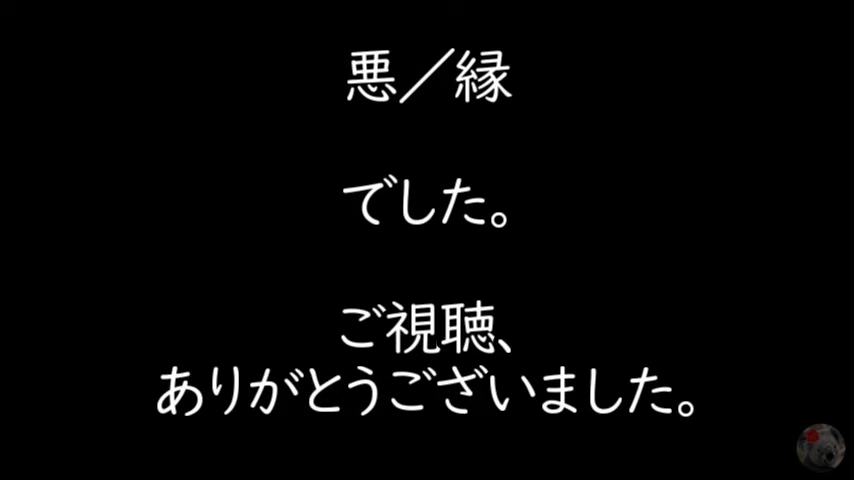 悪／縁
でした。
ご視聴、
ありがとうございました。